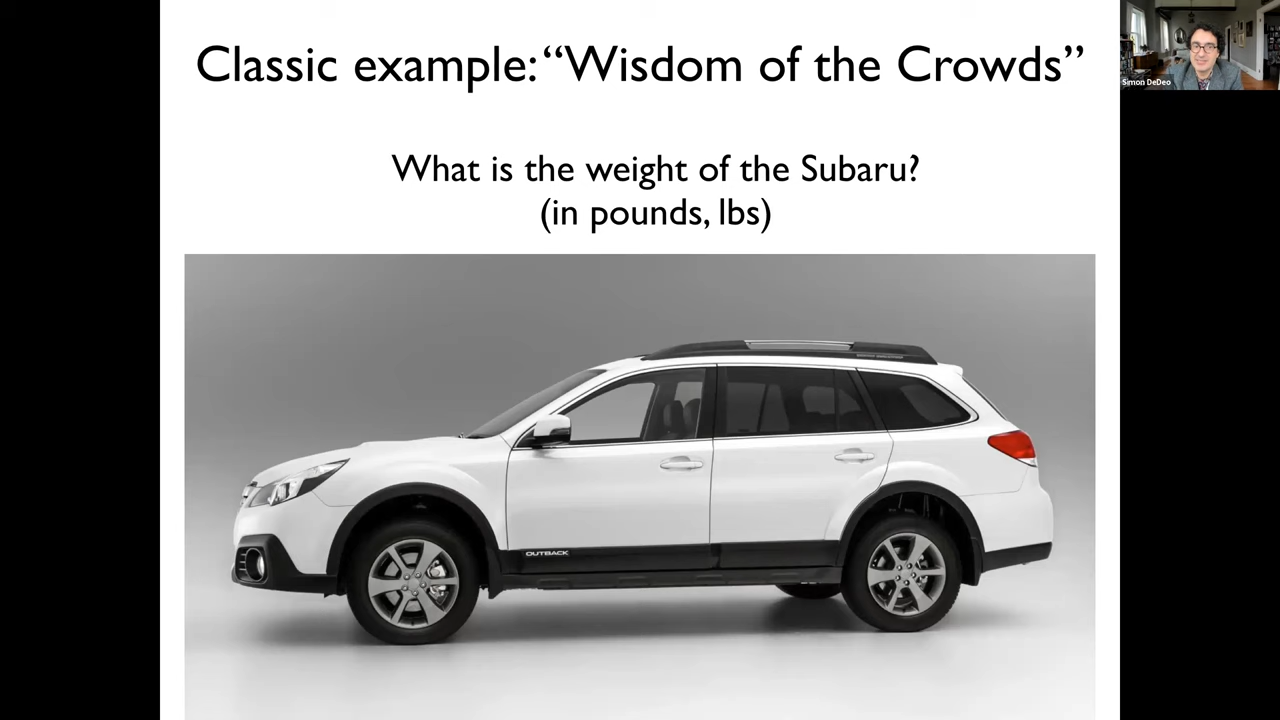 Classic example: “Wisdom of the Crowds”
What is the weight of the Subaru?
(in pounds, lbs)
OUTBACK
Simon DeDeo